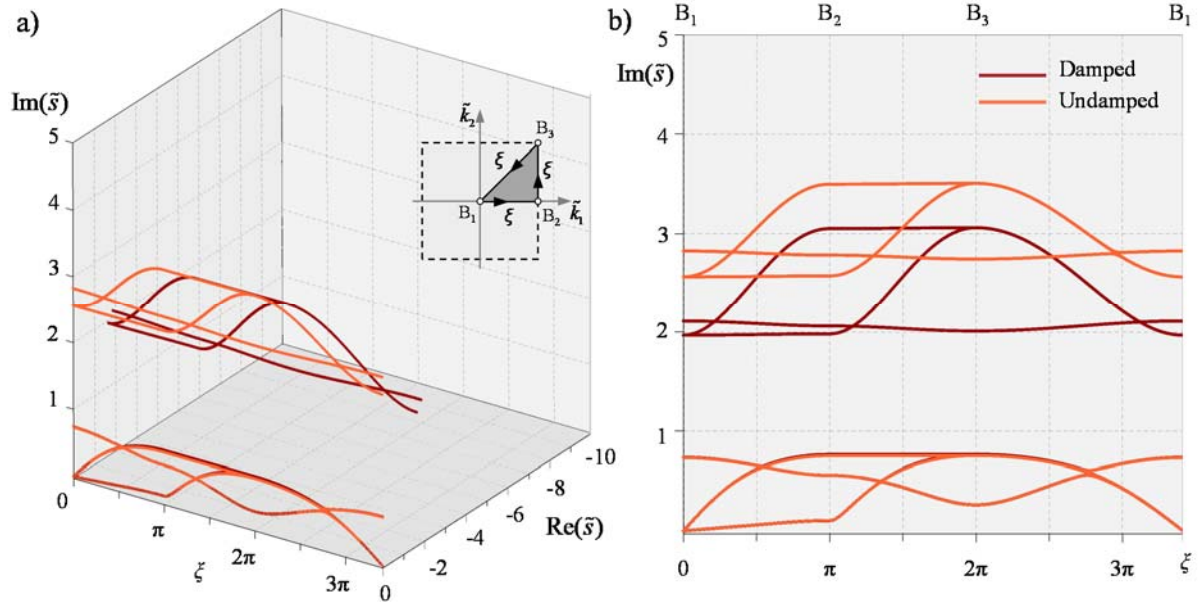 a)
Im(s̃)
5
4
3
2
1
0
π
2π
3π
ξ
0
-2
-4
-6
-8
-10
Re(s̃)
k̃₂
B₃
ξ
ξ
B₁
ξ
B₂
k̃₁
b)
B₁ B₂ B₃ B₁
Im(s̃)
5
4
3
2
1
Damped
Undamped
0 π 2π 3π ξ